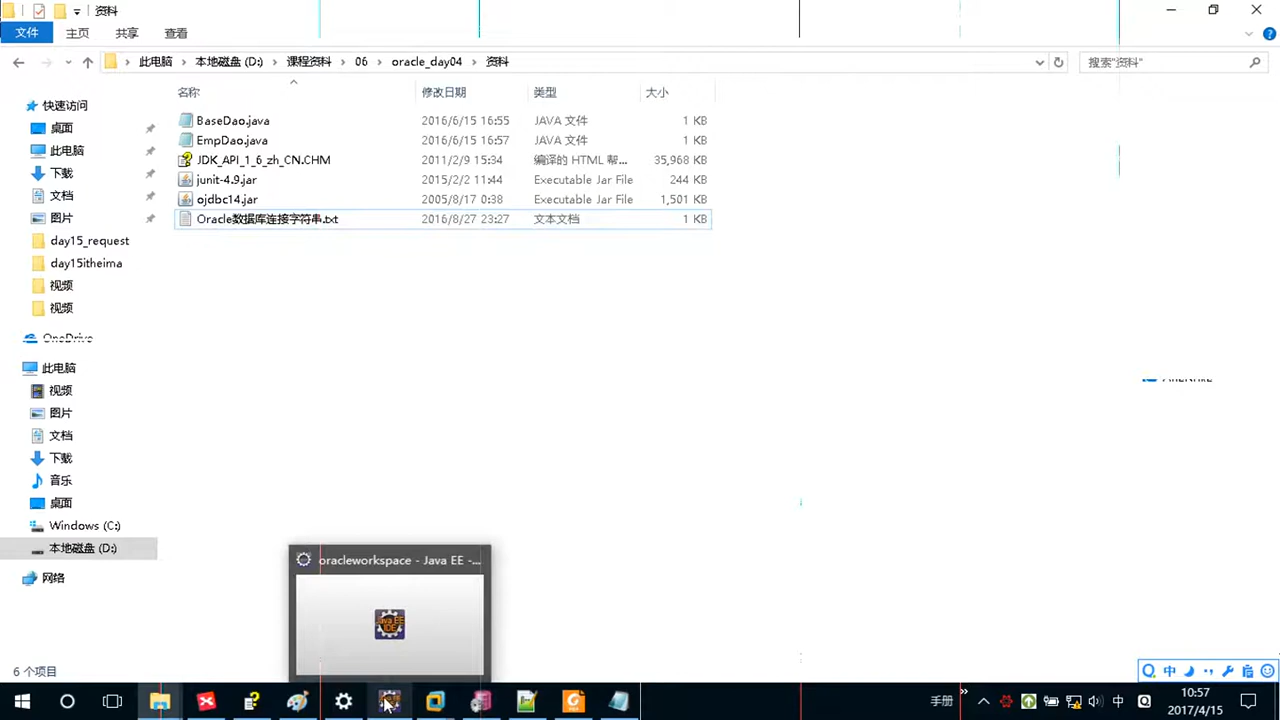 资料
文件 主页 共享 查看
此电脑 本地磁盘 (D:) 课程资料 06 oracle_day04 资料 搜索"资料"
名称 修改日期 类型 大小
BaseDao.java 2016/6/15 16:55 JAVA 文件 1 KB
EmpDao.java 2016/6/15 16:57 JAVA 文件 1 KB
JDK_API_1_6_zh_CN.CHM 2011/2/9 15:34 编译的 HTML 帮... 35,968 KB
junit-4.9.jar 2015/2/2 11:44 Executable Jar File 244 KB
ojdbc14.jar 2005/8/17 0:38 Executable Jar File 1,501 KB
Oracle数据库连接字符串.txt 2016/8/27 23:27 文本文档 1 KB
快速访问
桌面
此电脑
下载
文档
图片
day15_request
day15itheima
视频
视频
OneDrive
此电脑
视频
图片
文档
下载
音乐
桌面
Windows (C:)
本地磁盘 (D:)
网络
oracleworkspace - Java EE -...
Java EE
IDE
6 个项目
中
手册
中
10:57
2017/4/15